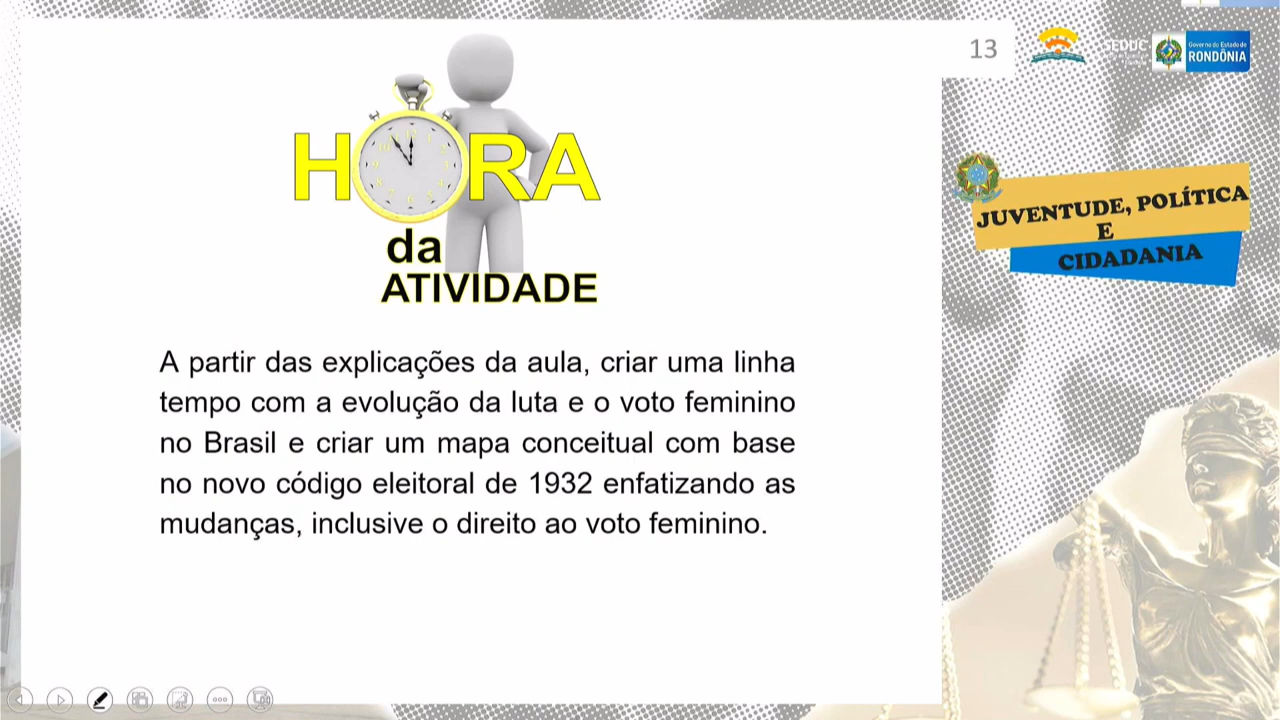 13
SEDUC
Governo do Estado de
RONDÔNIA
HORA
da
ATIVIDADE
JUVENTUDE, POLÍTICA
E
CIDADANIA
A partir das explicações da aula, criar uma linha
tempo com a evolução da luta e o voto feminino
no Brasil e criar um mapa conceitual com base
no novo código eleitoral de 1932 enfatizando as
mudanças, inclusive o direito ao voto feminino.